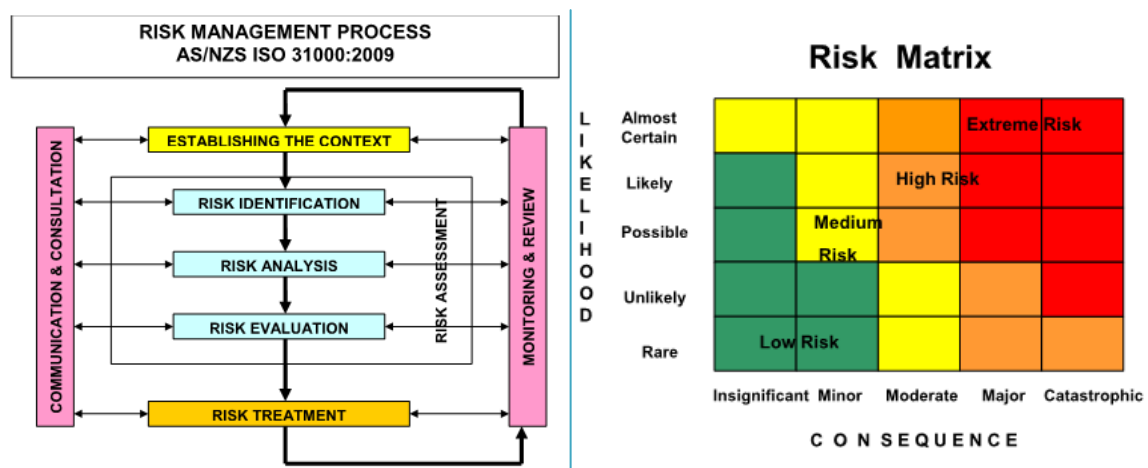 RISK MANAGEMENT PROCESS
AS/NZS ISO 31000:2009
ESTABLISHING THE CONTEXT
RISK IDENTIFICATION
RISK ANALYSIS
RISK EVALUATION
RISK TREATMENT
COMMUNICATION & CONSULTATION
RISK ASSESSMENT
MONITORING & REVIEW
Risk Matrix
LIKELIHOOD
Almost
Certain
Likely
Possible
Unlikely
Rare
Extreme Risk
High Risk
Medium
Risk
Low Risk
Insignificant Minor Moderate Major Catastrophic
CONSEQUENCE